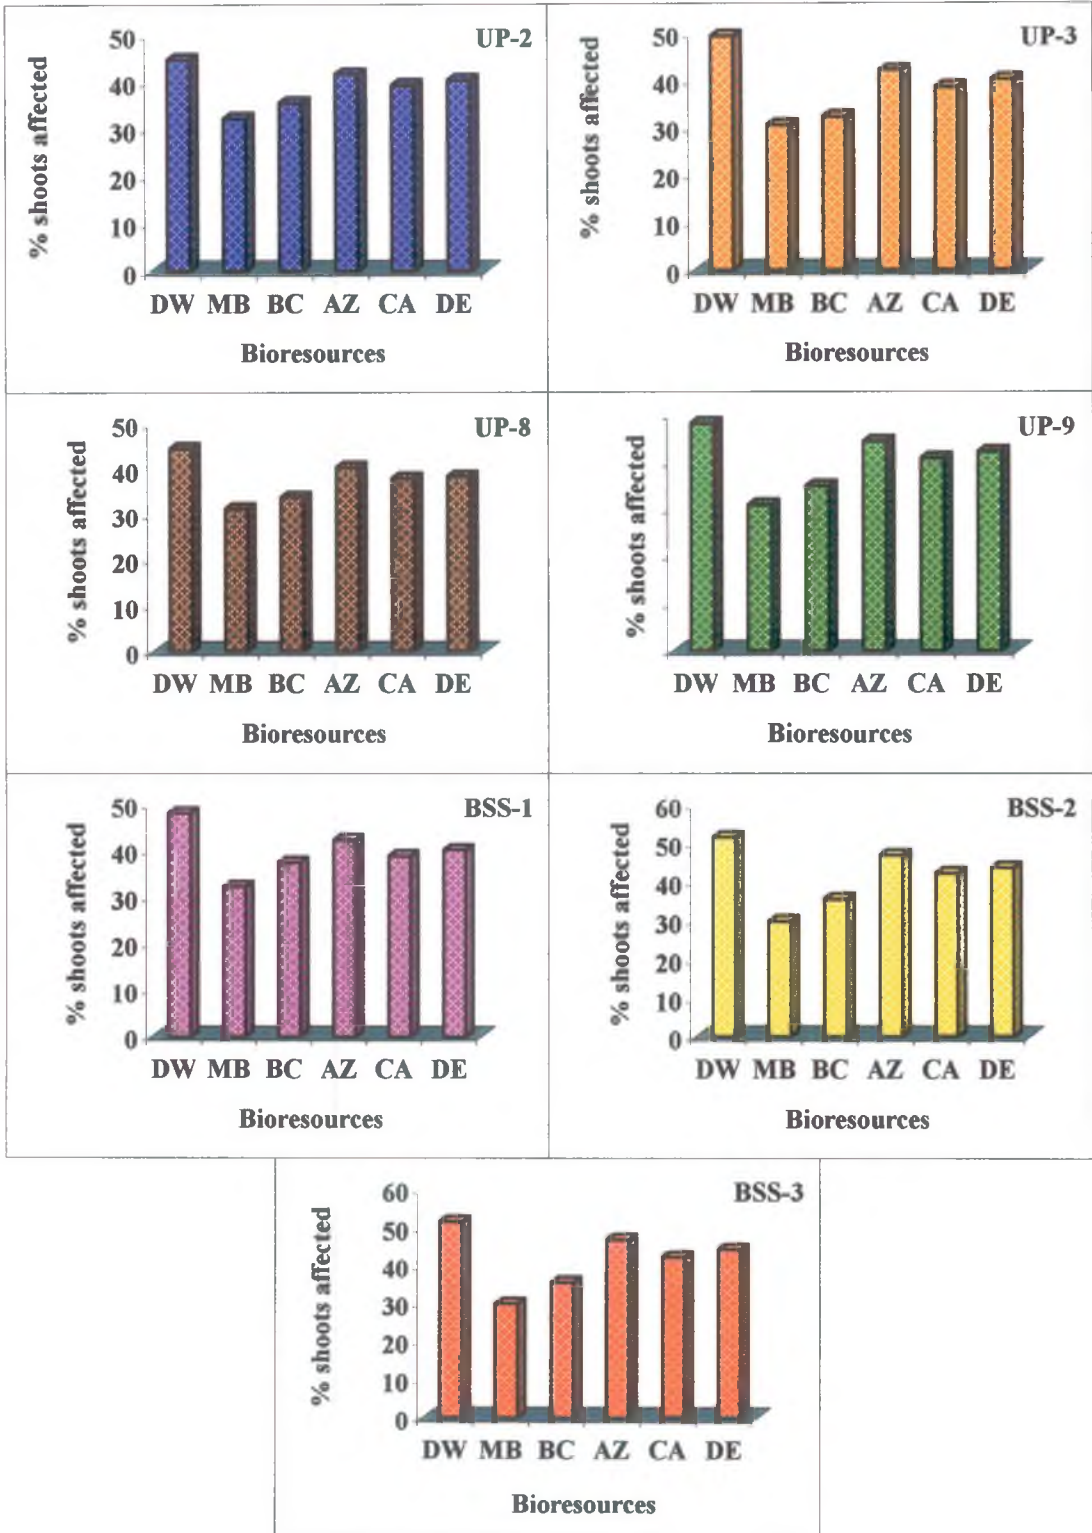 UP-2
% shoots affected
50
40
30
20
10
0
DW MB BC AZ CA DE
Bioresources
UP-3
% shoots affected
50
40
30
20
10
0
DW MB BC AZ CA DE
Bioresources
UP-8
% shoots affected
50
40
30
20
10
0
DW MB BC AZ CA DE
Bioresources
UP-9
% shoots affected
DW MB BC AZ CA DE
Bioresources
BSS-1
% shoots affected
50
40
30
20
10
0
DW MB BC AZ CA DE
Bioresources
BSS-2
% shoots affected
60
50
40
30
20
10
0
DW MB BC AZ CA DE
Bioresources
BSS-3
% shoots affected
60
50
40
30
20
10
0
DW MB BC AZ CA DE
Bioresources